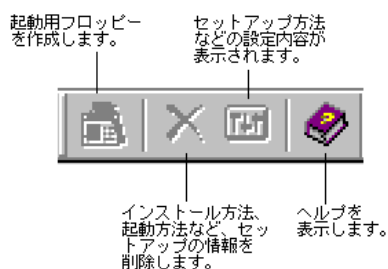 起動用フロッピー
を作成します。
セットアップ方法
などの設定内容が
表示されます。
インストール方法、
起動方法など、セッ
トアップの情報を
削除します。
ヘルプを
表示します。